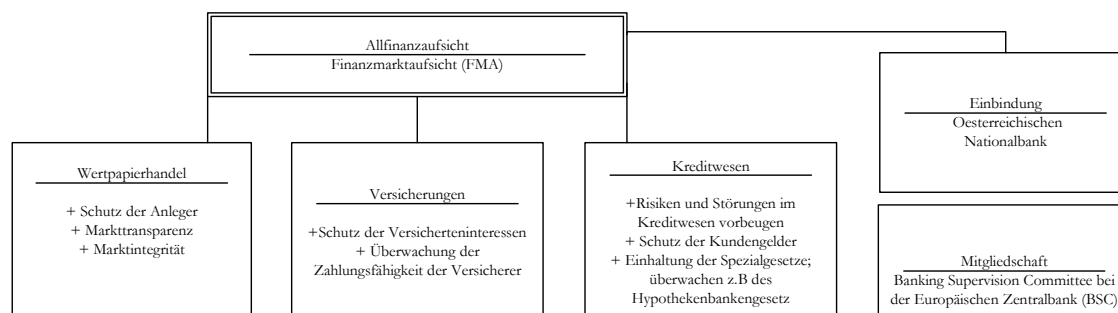 Allfinanzaufsicht
Finanzmarktaufsicht (FMA)
Einbindung
Oesterreichischen
Nationalbank
Wertpapierhandel
+ Schutz der Anleger
+ Markttransparenz
+ Marktintegrität
Versicherungen
+Schutz der Versicherteninteressen
+ Überwachung der
Zahlungsfähigkeit der Versicherer
Kreditwesen
+Risiken und Störungen im
Kreditwesen vorbeugen
+ Schutz der Kundengelder
+ Einhaltung der Spezialgesetze;
überwachen z.B des
Hypothekenbankengesetz
Mitgliedschaft
Banking Supervision Committee bei
der Europäischen Zentralbank (BSC)